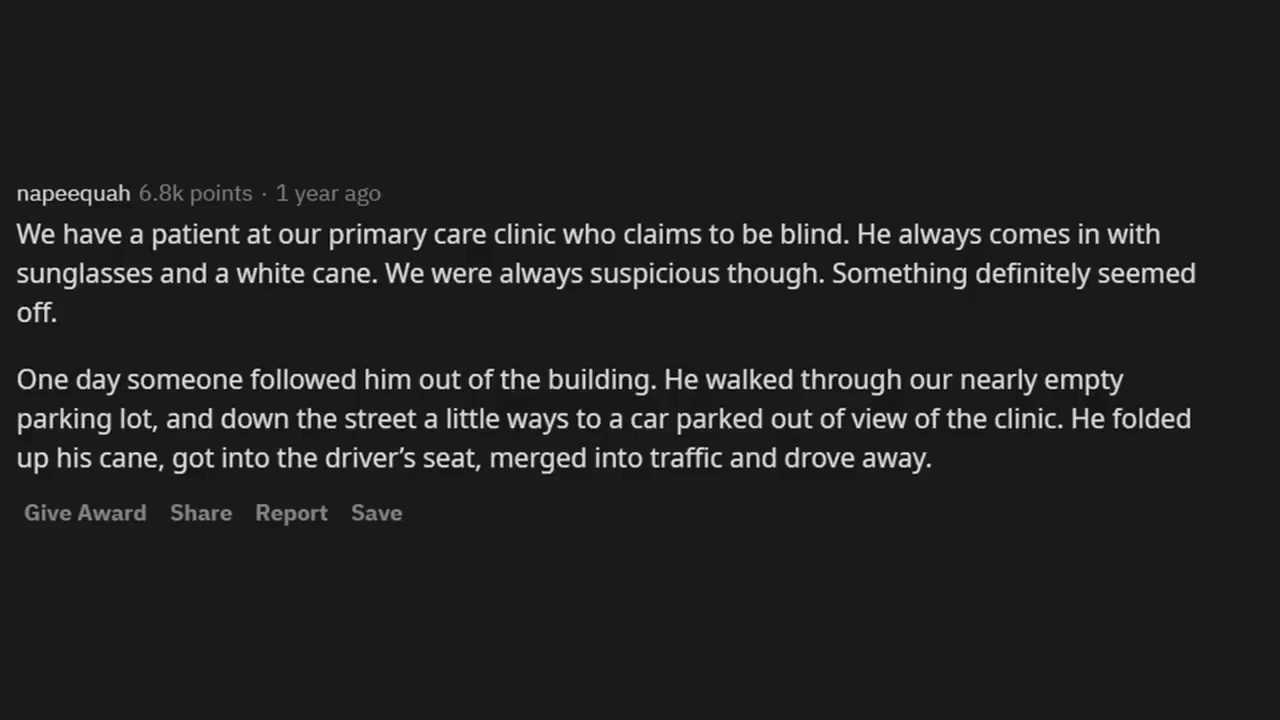 napeequah 6.8k points · 1 year ago
We have a patient at our primary care clinic who claims to be blind. He always comes in with
sunglasses and a white cane. We were always suspicious though. Something definitely seemed
off.
One day someone followed him out of the building. He walked through our nearly empty
parking lot, and down the street a little ways to a car parked out of view of the clinic. He folded
up his cane, got into the driver’s seat, merged into traffic and drove away.
Give Award Share Report Save